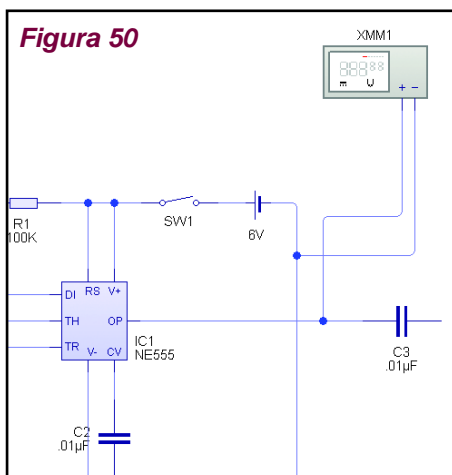 Figura 50
XMM1
m V
+ −
R1
100K
SW1
6V
DI
RS
V+
TH
OP
TR
V-
CV
IC1
NE555
C3
.01µF
C2
.01µF